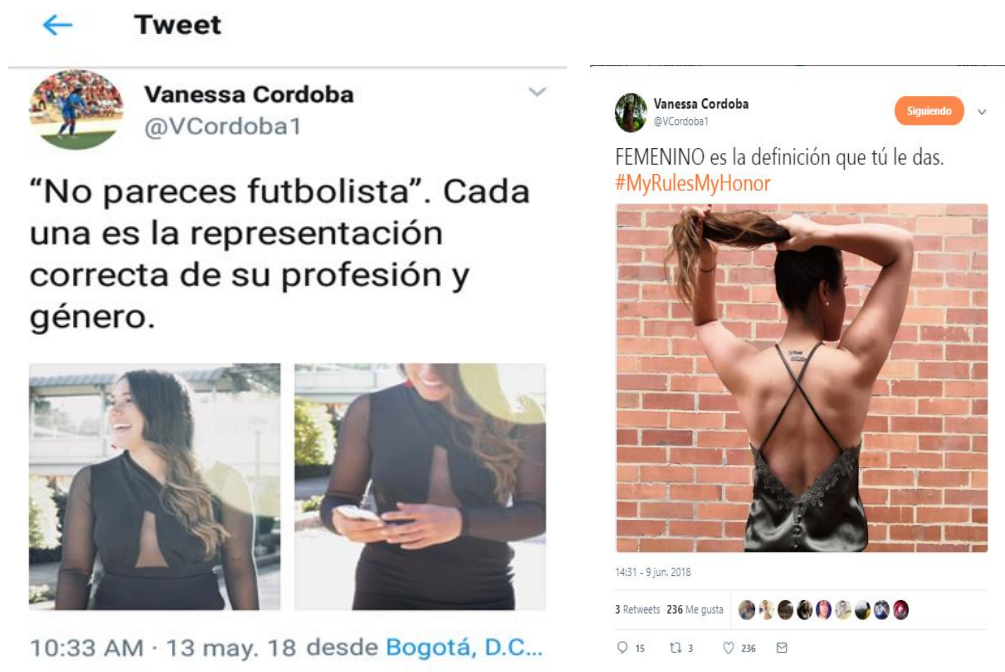 Tweet
Vanessa Cordoba
@VCordoba1
“No pareces futbolista”. Cada
una es la representación
correcta de su profesión y
género.
10:33 AM · 13 may. 18 desde Bogotá, D.C...
Vanessa Cordoba
@VCordoba1
Siguiendo
FEMENINO es la definición que tú le das.
#MyRulesMyHonor
14:31 - 9 jun. 2018
3 Retweets 236 Me gusta
15 3 236